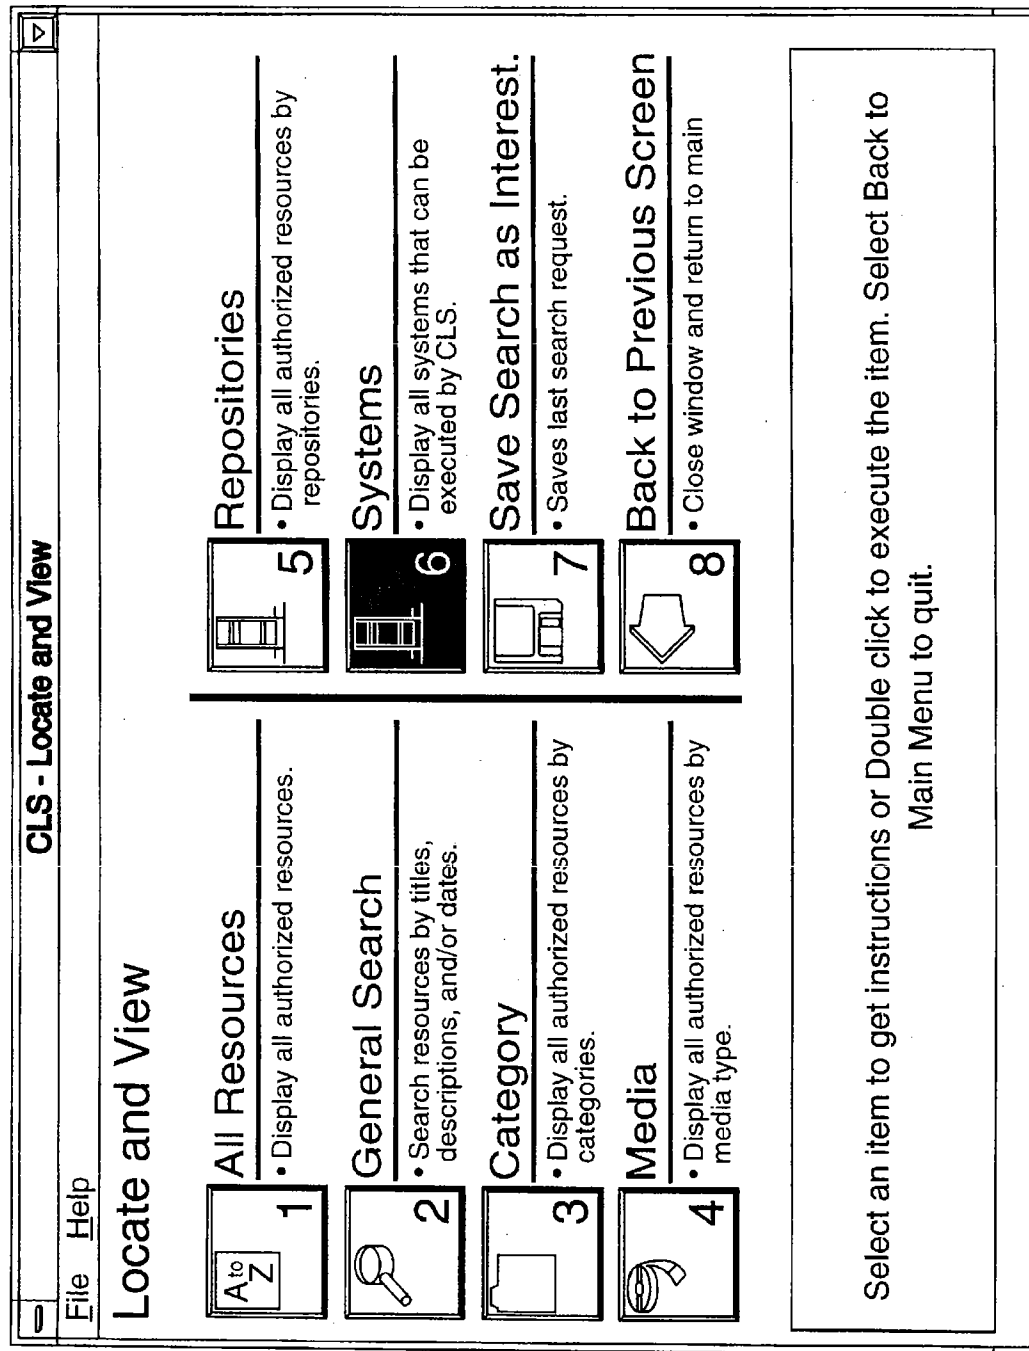 CLS - Locate and View
File Help
Locate and View
A to
Z
1
All Resources
• Display all authorized resources.
2
General Search
• Search resources by titles,
descriptions, and/or dates.
3
Category
• Display all authorized resources by
categories.
4
Media
• Display all authorized resources by
media type.
5
Repositories
• Display all authorized resources by
repositories.
6
Systems
• Display all systems that can be
executed by CLS.
7
Save Search as Interest.
• Saves last search request.
8
Back to Previous Screen
• Close window and return to main
Select an item to get instructions or Double click to execute the item. Select Back to
Main Menu to quit.